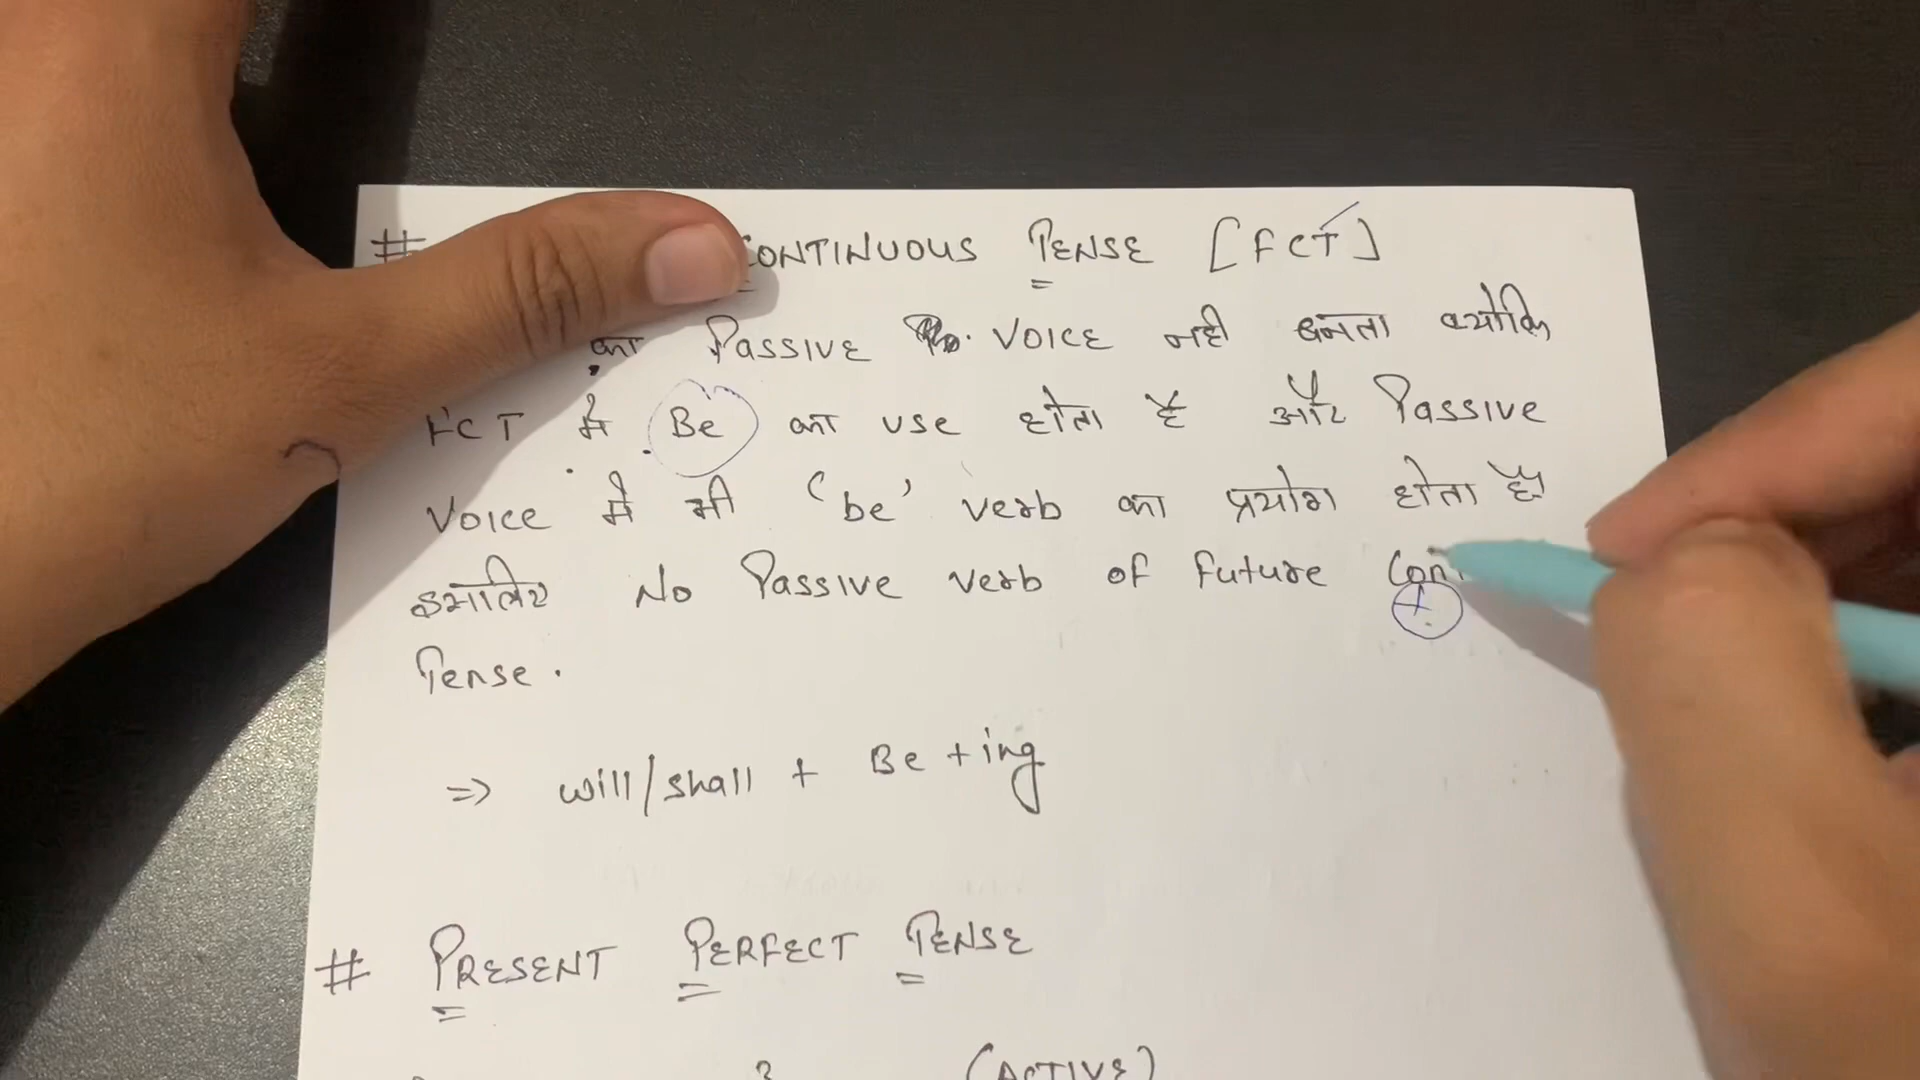 # CONTINUOUS TENSE [FCT]
का PASSIVE VOICE नही बनता क्योकि
FCT मे Be का USE होता है और PASSIVE
VOICE मे भी 'be' verb का प्रयोग होता है
इसलिए NO PASSIVE verb of future Con
Tense.
=> will/shall + Be + ing
# PRESENT PERFECT TENSE
(ACTIVE)